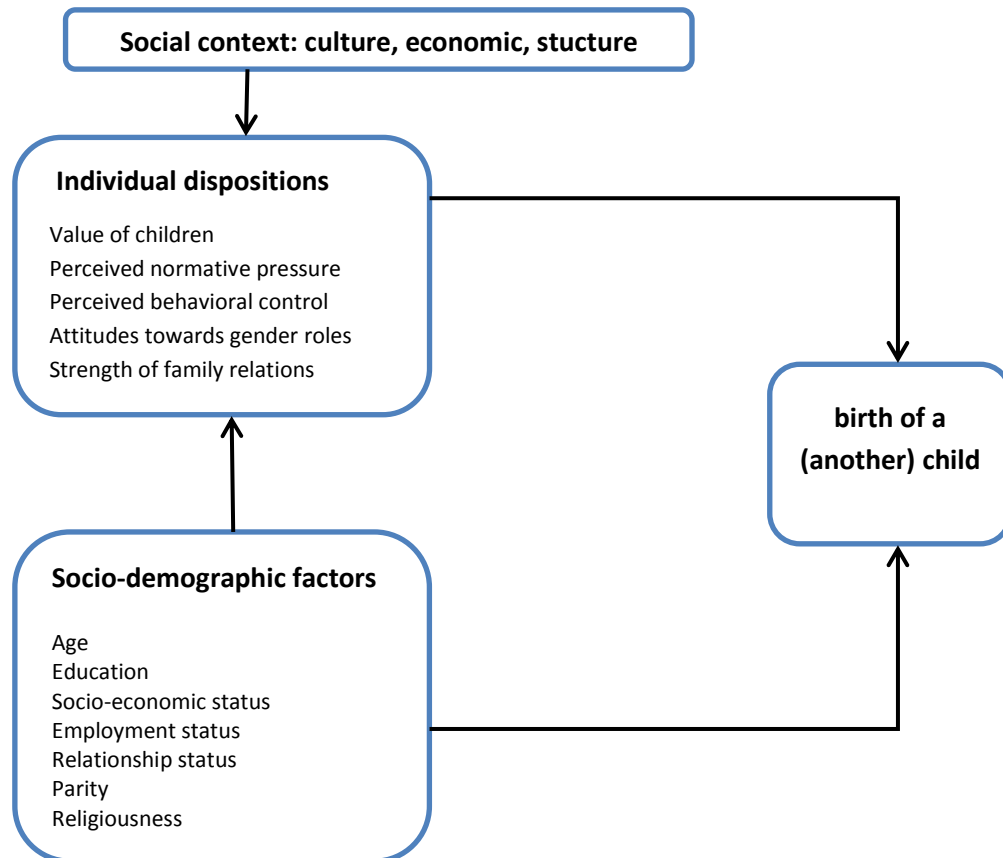 Social context: culture, economic, stucture
Individual dispositions
Value of children
Perceived normative pressure
Perceived behavioral control
Attitudes towards gender roles
Strength of family relations
birth of a
(another) child
Socio-demographic factors
Age
Education
Socio-economic status
Employment status
Relationship status
Parity
Religiousness